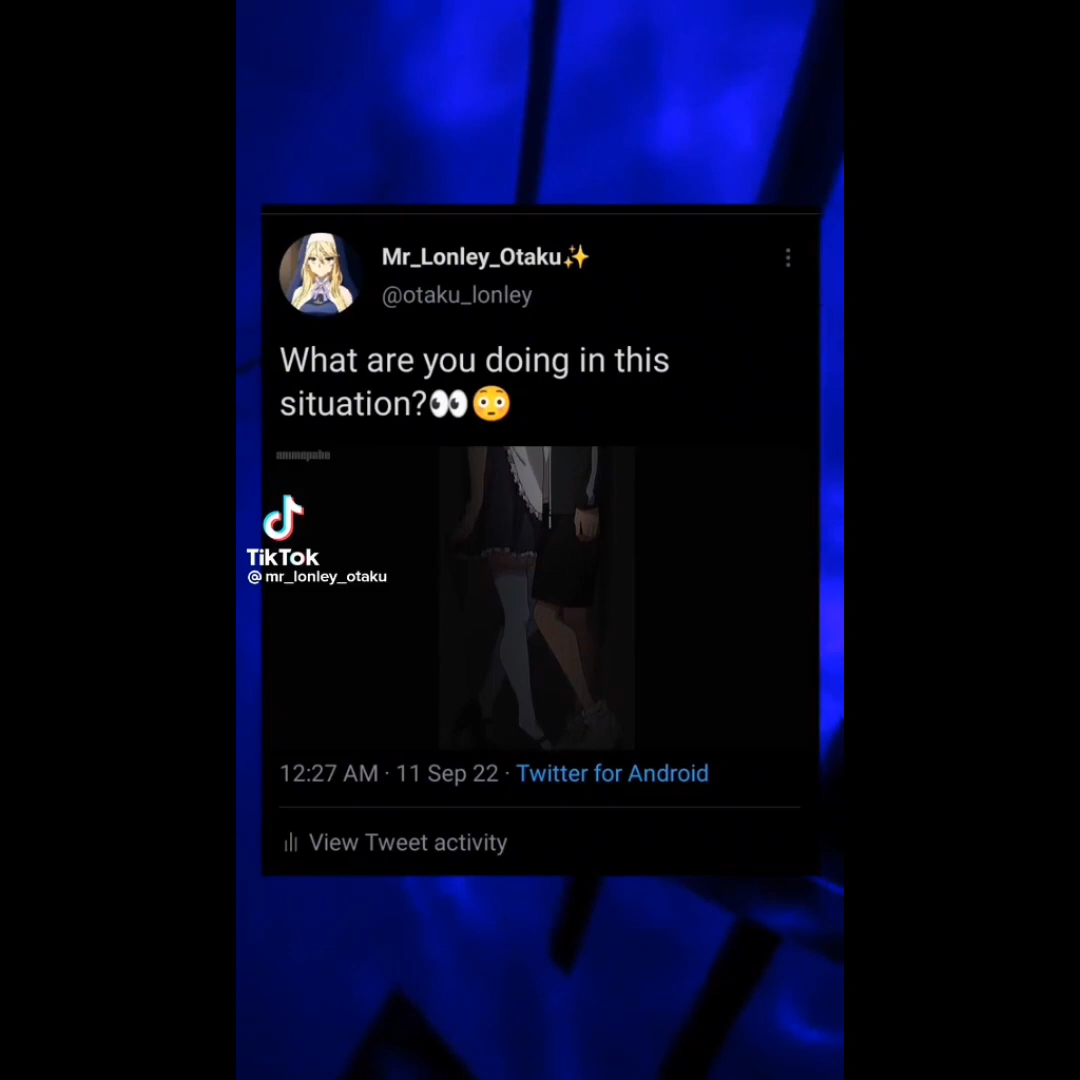 Mr_Lonley_Otaku✨
@otaku_lonley
What are you doing in this
situation?👀😳
animepahe
TikTok
@mr_lonley_otaku
12:27 AM · 11 Sep 22 · Twitter for Android
View Tweet activity